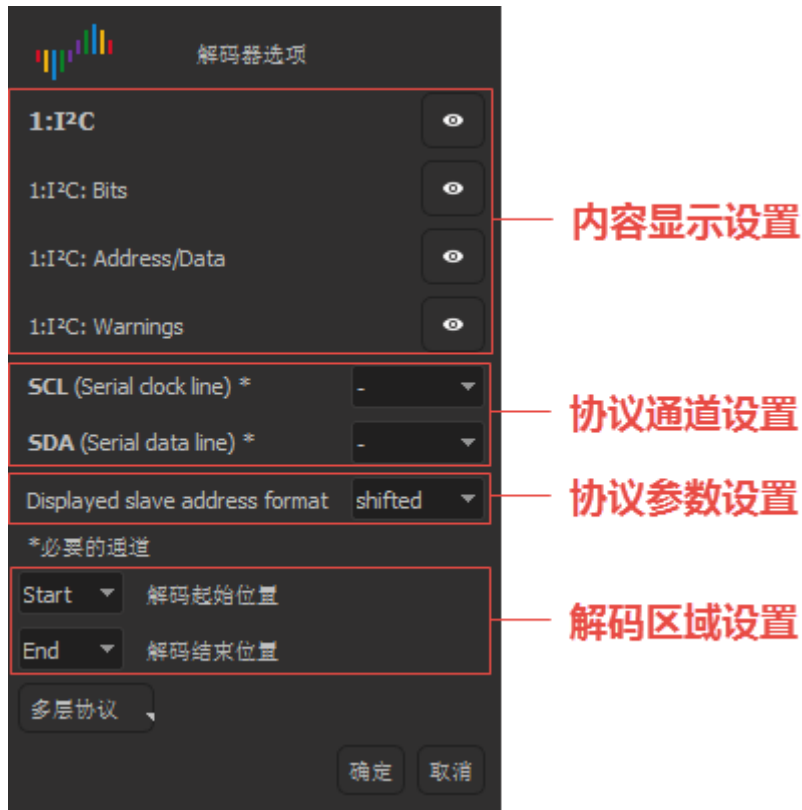 解码器选项
1:I²C
1:I²C: Bits
1:I²C: Address/Data
1:I²C: Warnings
内容显示设置
SCL (Serial clock line) * -
SDA (Serial data line) * -
协议通道设置
Displayed slave address format shifted
协议参数设置
*必要的通道
Start 解码起始位置
End 解码结束位置
解码区域设置
多层协议
确定 取消